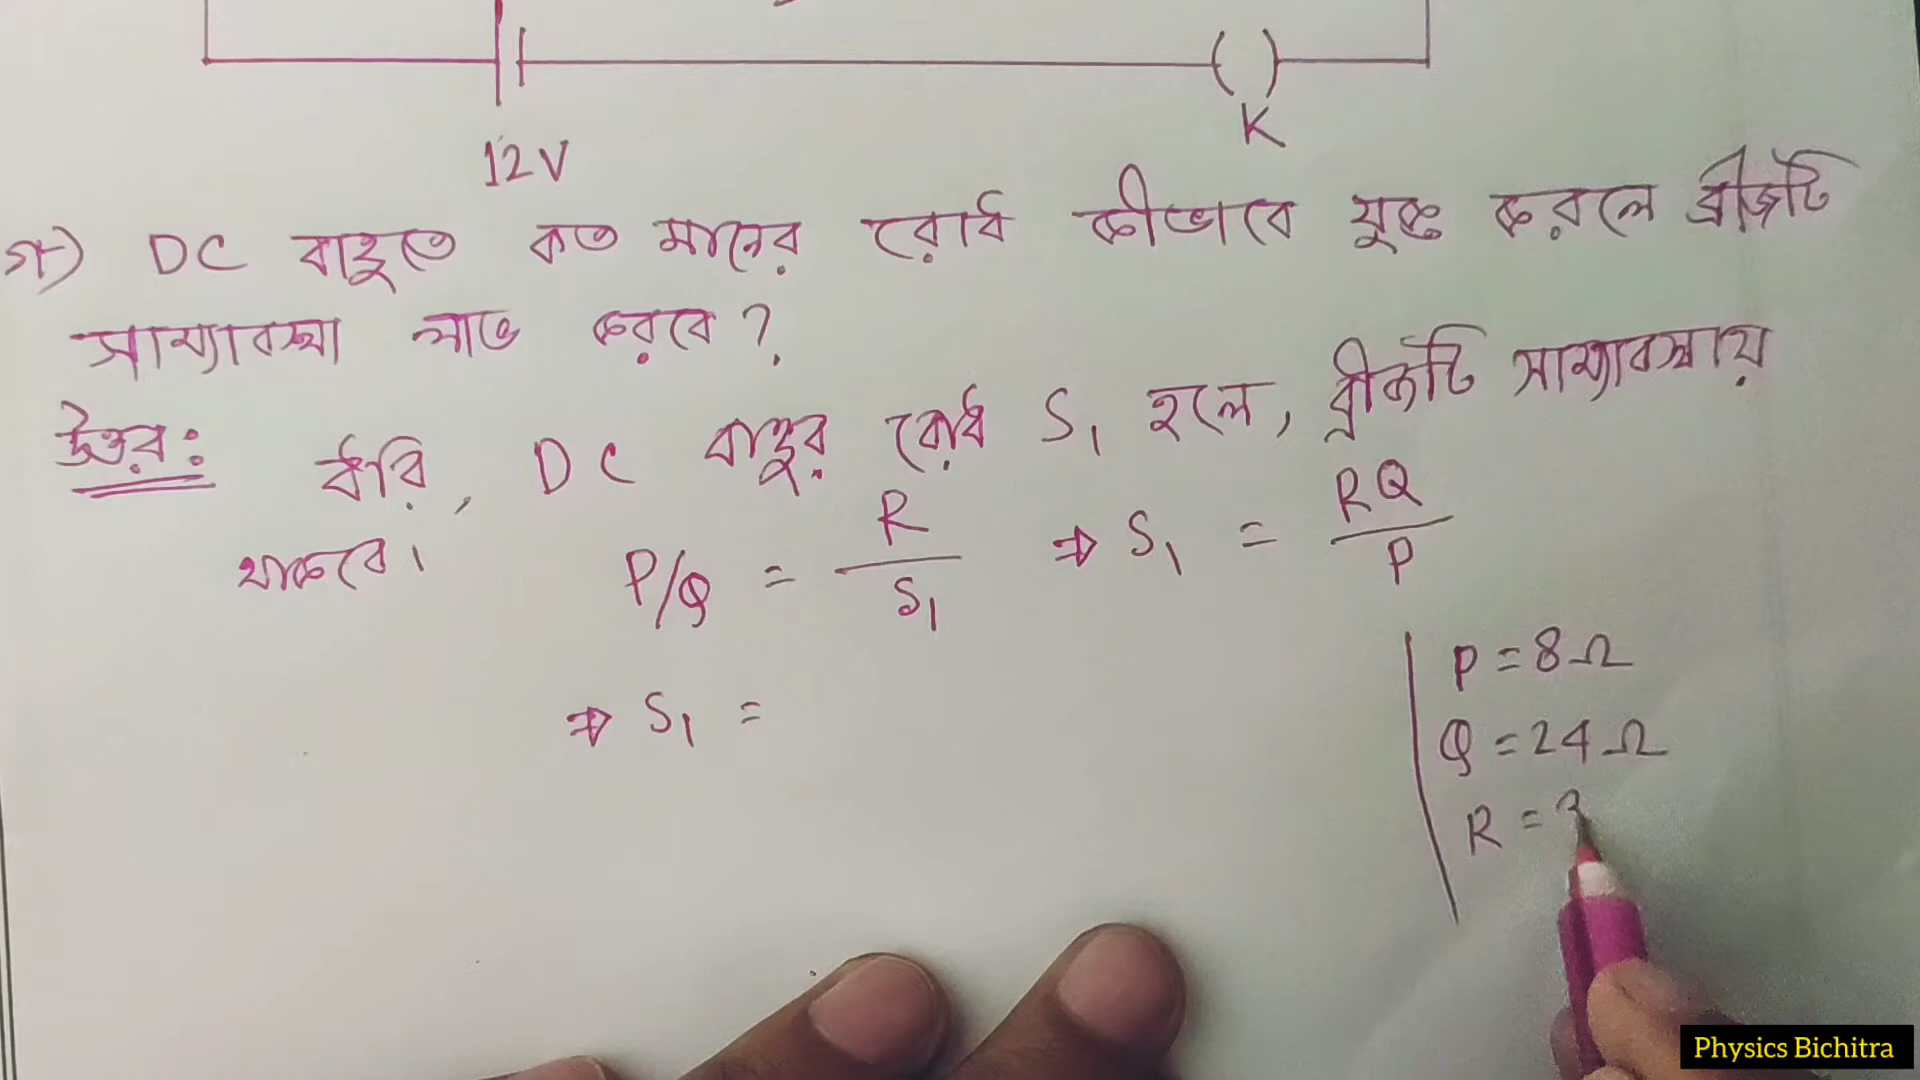 12V
K
গ) DC বাহুতে কত মানের রোধ কীভাবে যুক্ত করলে ব্রীজটি
সাম্যাবস্থা লাভ করবে?
উত্তর: ধরি, DC বাহুর রোধ S₁ হলে, ব্রীজটি সাম্যাবস্থায়
থাকবে।
P/Q = R/S₁ ⇒ S₁ = RQ/P
⇒ S₁ =
P = 8Ω
Q = 24Ω
R =
Physics Bichitra